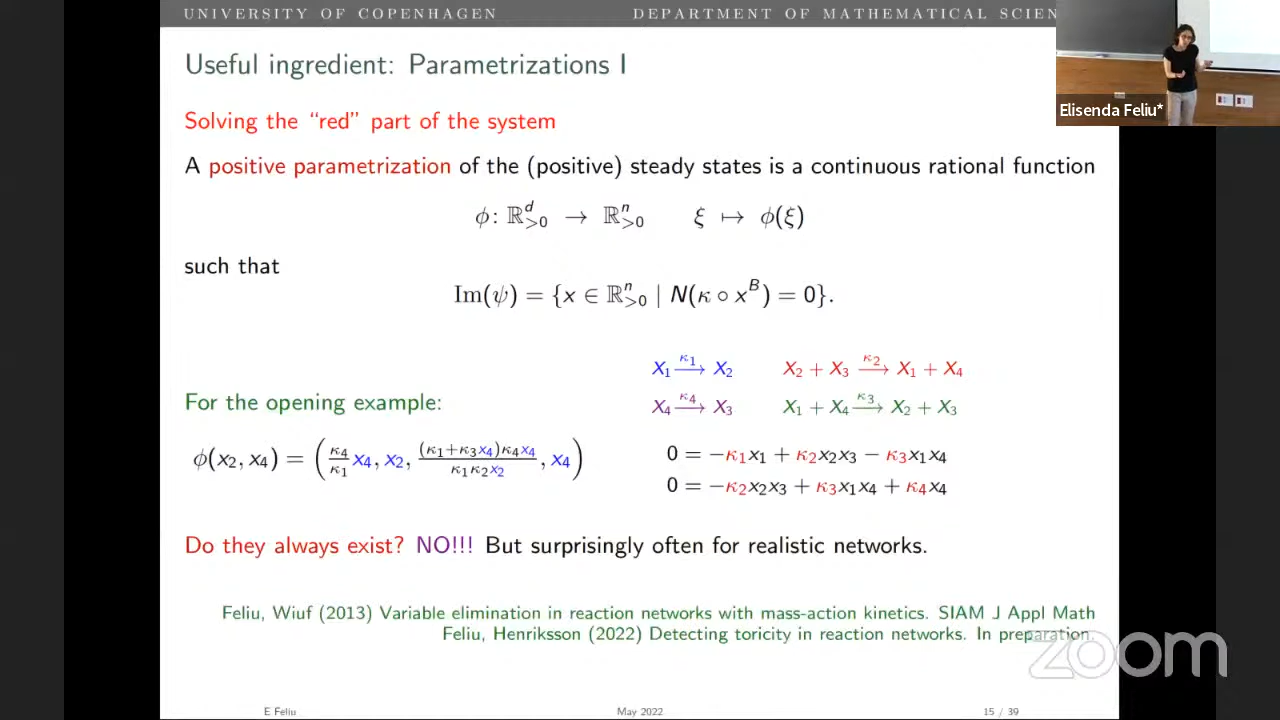 UNIVERSITY OF COPENHAGEN DEPARTMENT OF MATHEMATICAL SCIEN
Elisenda Feliu*
Useful ingredient: Parametrizations I
Solving the “red” part of the system
A positive parametrization of the (positive) steady states is a continuous rational function
ϕ: ℝ^d_{>0} → ℝ^n_{>0} ξ ↦ ϕ(ξ)
such that
Im(ψ) = {x ∈ ℝ^n_{>0} | N(κ ∘ x^B) = 0}.
X₁ →^{κ₁} X₂ X₂ + X₃ →^{κ₂} X₁ + X₄
For the opening example:
X₄ →^{κ₄} X₃ X₁ + X₄ →^{κ₃} X₂ + X₃
ϕ(x₂, x₄) = (κ₄/κ₁ x₄, x₂, (κ₁+κ₃x₄)κ₄x₄/κ₁κ₂x₂, x₄)
0 = −κ₁x₁ + κ₂x₂x₃ − κ₃x₁x₄
0 = −κ₂x₂x₃ + κ₃x₁x₄ + κ₄x₄
Do they always exist? NO!!! But surprisingly often for realistic networks.
Feliu, Wiuf (2013) Variable elimination in reaction networks with mass-action kinetics. SIAM J Appl Math
Feliu, Henriksson (2022) Detecting toricity in reaction networks. In preparation.
zoom
E Feliu May 2022 15 / 39